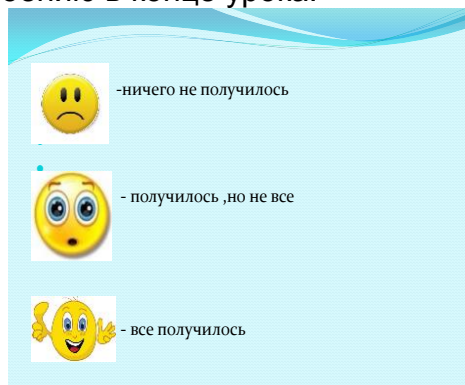 в конце урока.
-ничего не получилось
- получилось ,но не все
- все получилось